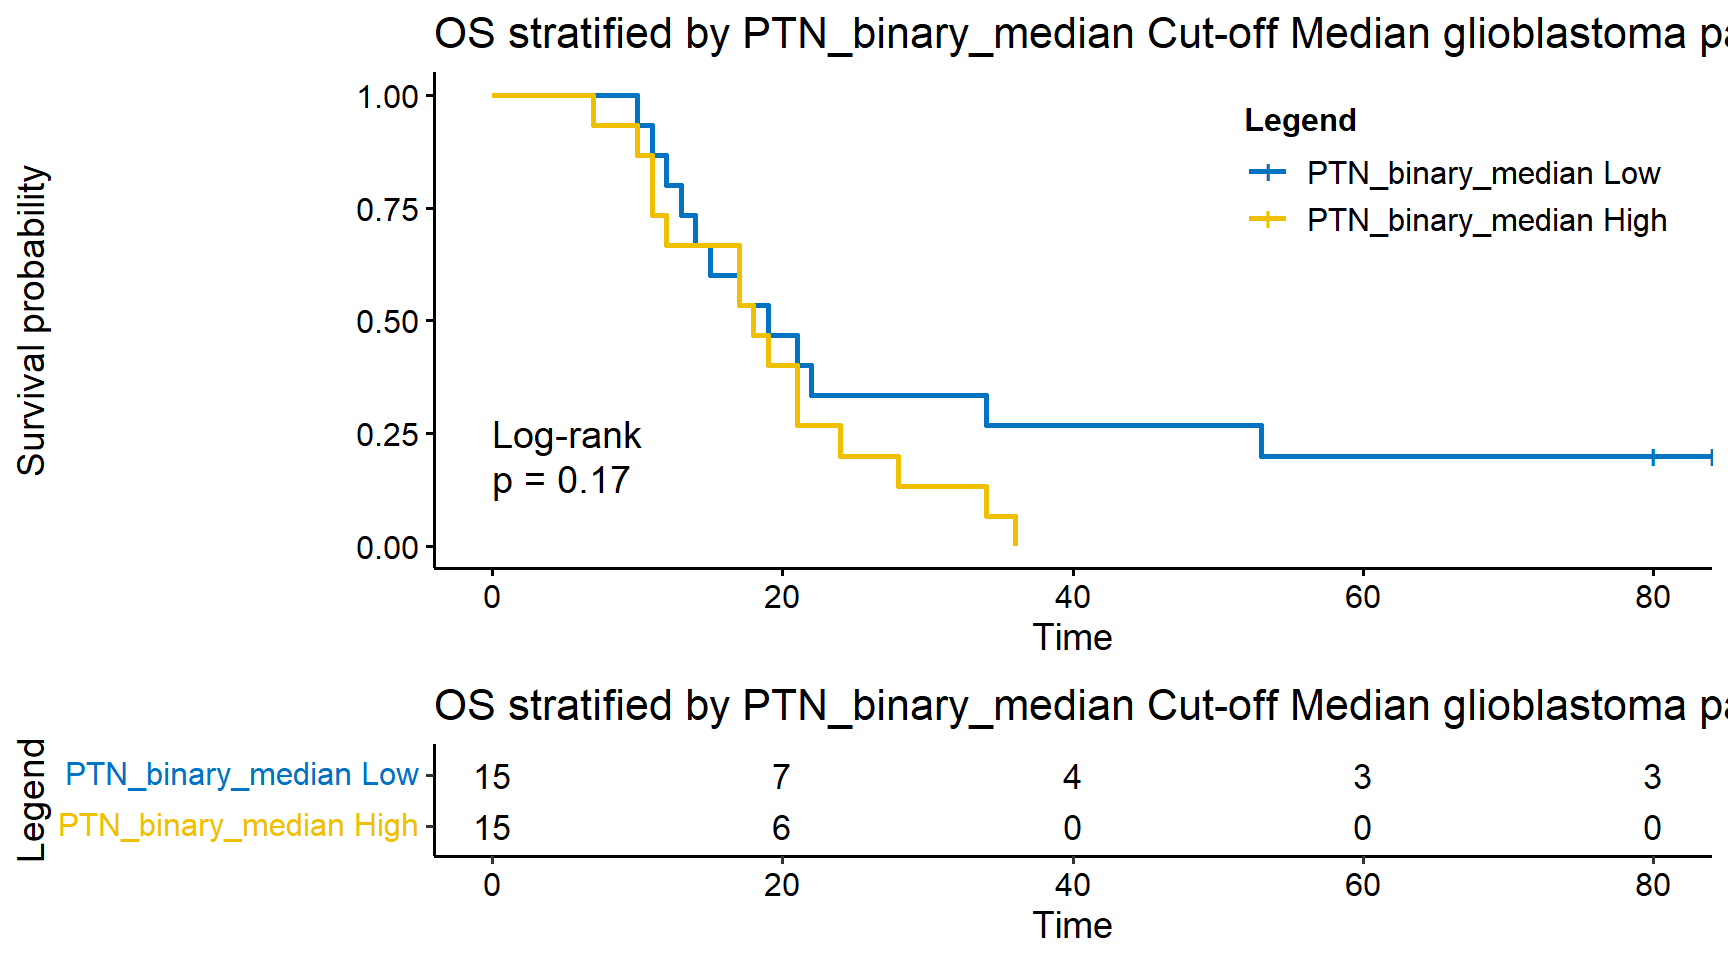 OS stratified by PTN_binary_median Cut-off Median glioblastoma pa
Survival probability
1.00
0.75
0.50
0.25
0.00
Legend
PTN_binary_median Low
PTN_binary_median High
Log-rank
p = 0.17
0 20 40 60 80
Time
OS stratified by PTN_binary_median Cut-off Median glioblastoma pa
Legend
PTN_binary_median Low 15 7 4 3 3
PTN_binary_median High 15 6 0 0 0
0 20 40 60 80
Time